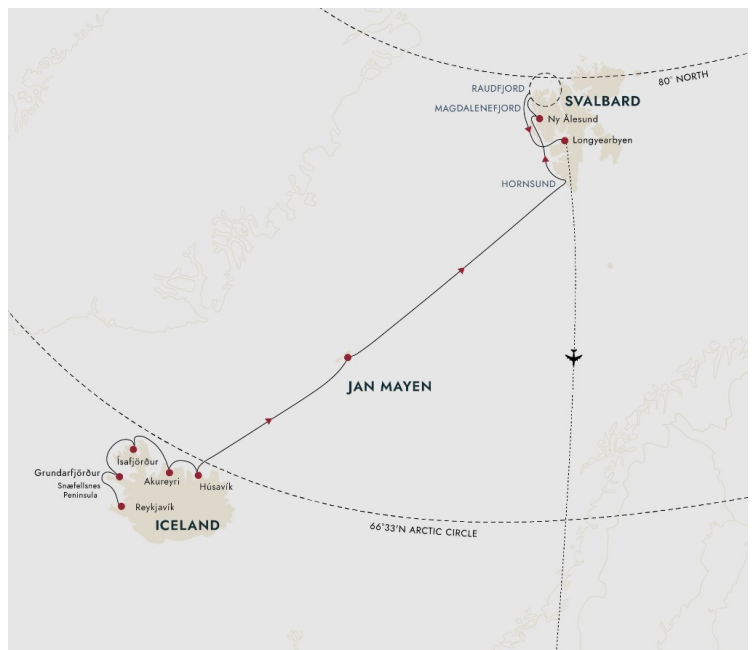 80° NORTH
RAUDFJORD
SVALBARD
MAGDALENEFJORD
Ny Ålesund
Longyearbyen
HORNSUND
JAN MAYEN
Ísafjörður
Grundarfjörður
Akureyri
Húsavík
Snæfellsnes
Peninsula
Reykjavík
ICELAND
66°33'N ARCTIC CIRCLE